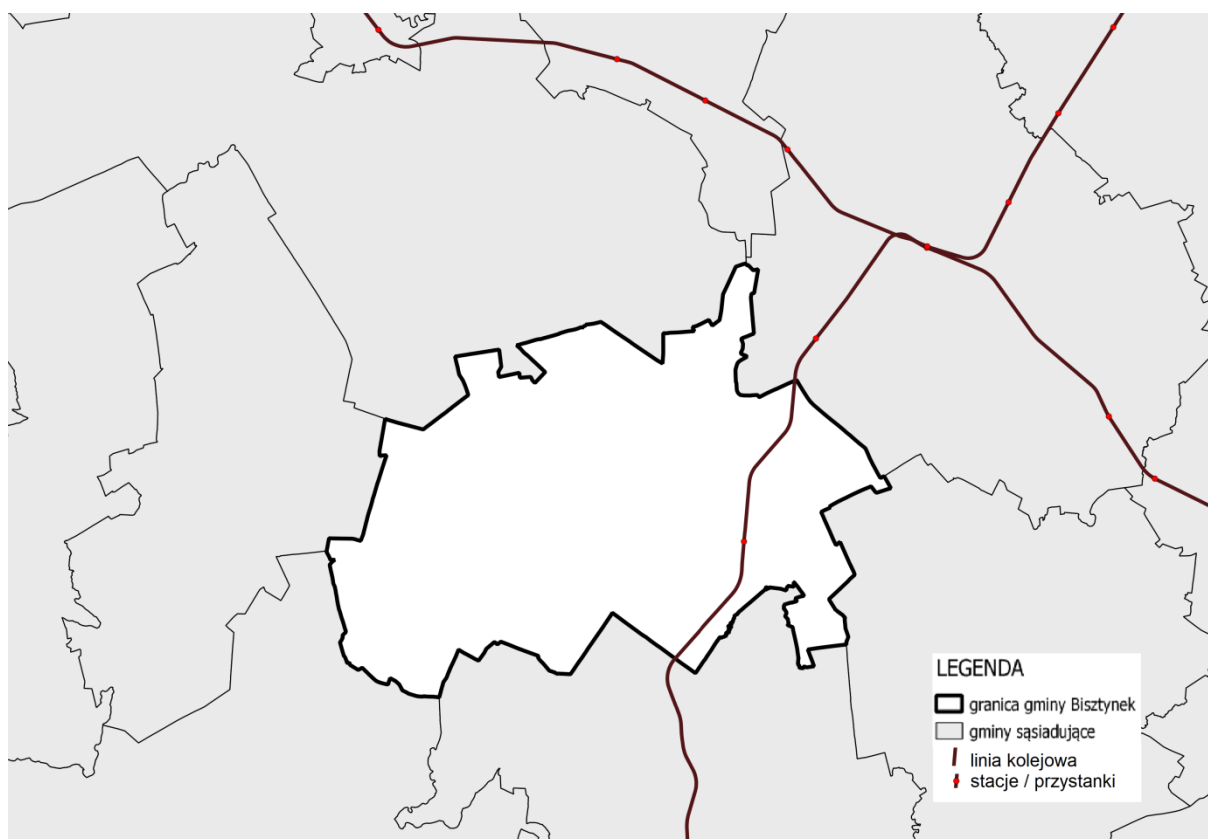 LEGENDA
granica gminy Bisztynek
gminy sąsiadujące
linia kolejowa
stacje / przystanki